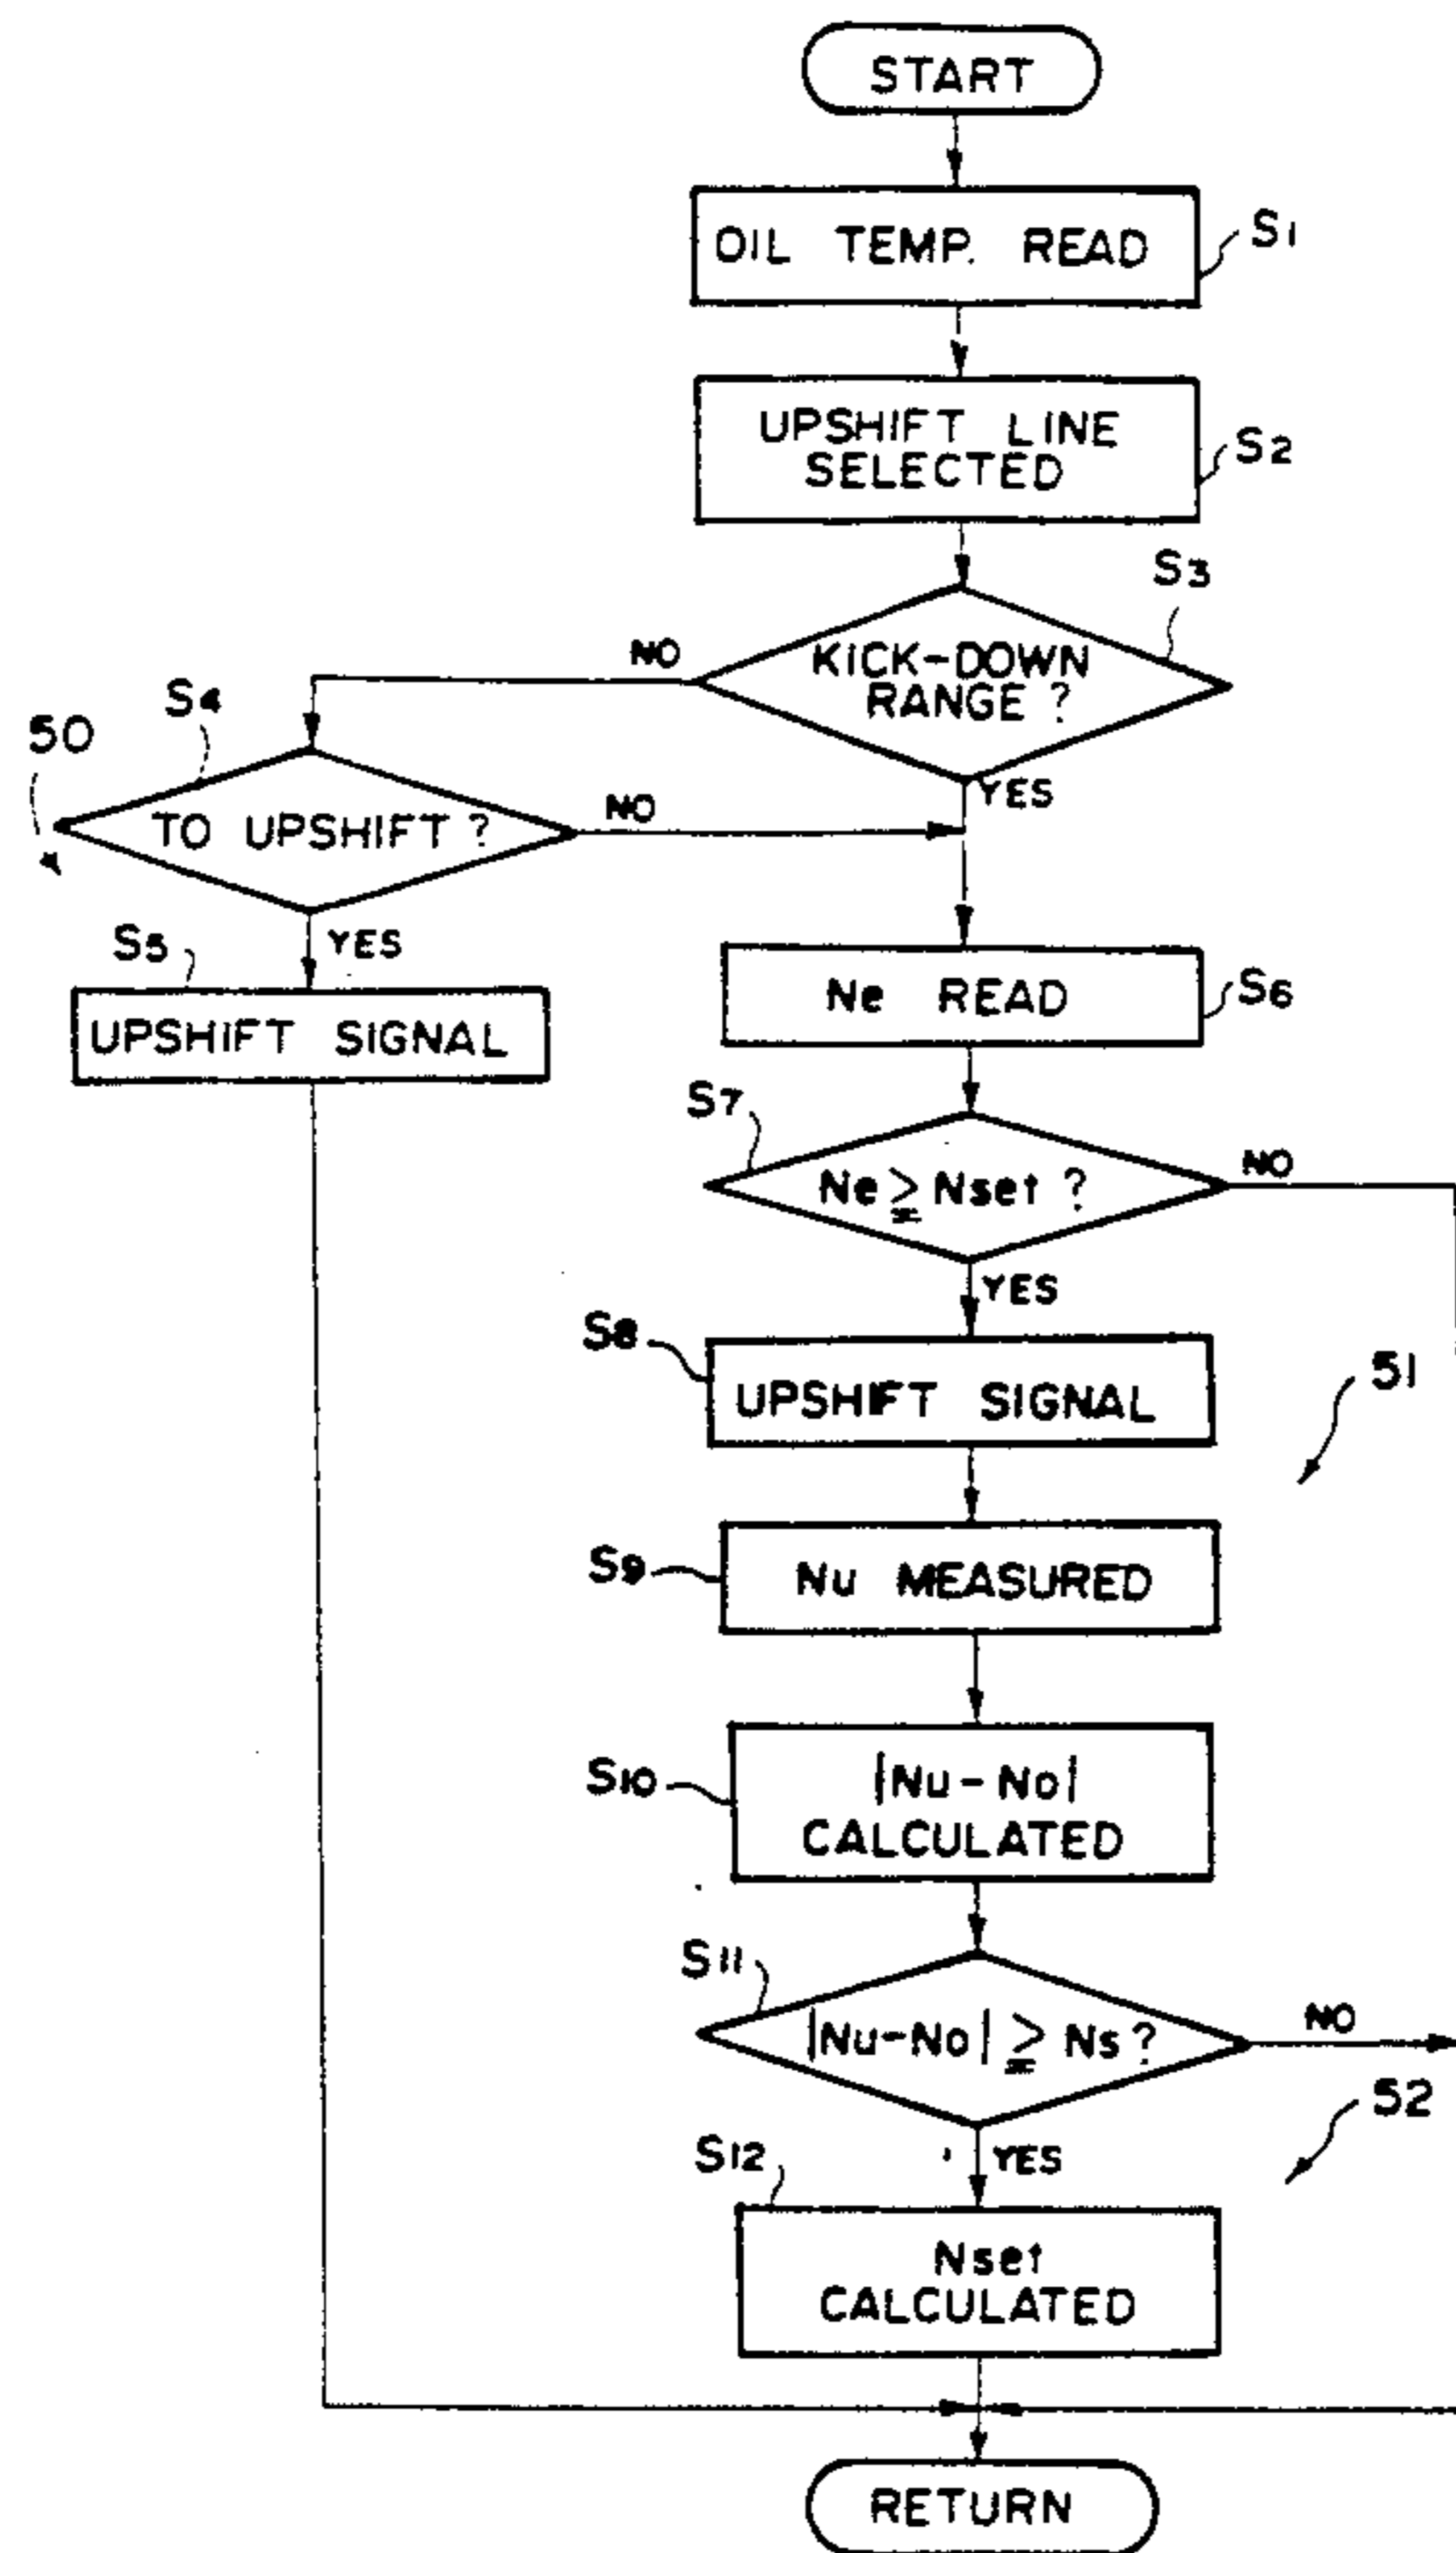 START
OIL TEMP. READ
S1
UPSHIFT LINE
SELECTED
S2
S3
KICK-DOWN
RANGE ?
NO
YES
S4
50
TO UPSHIFT ?
NO
YES
S5
UPSHIFT SIGNAL
Ne READ
S6
S7
Ne ≧ Nset ?
NO
YES
S8
UPSHIFT SIGNAL
51
S9
Nu MEASURED
S10
|Nu - No|
CALCULATED
S11
|Nu-No| ≧ Ns ?
NO
52
YES
S12
Nset
CALCULATED
RETURN